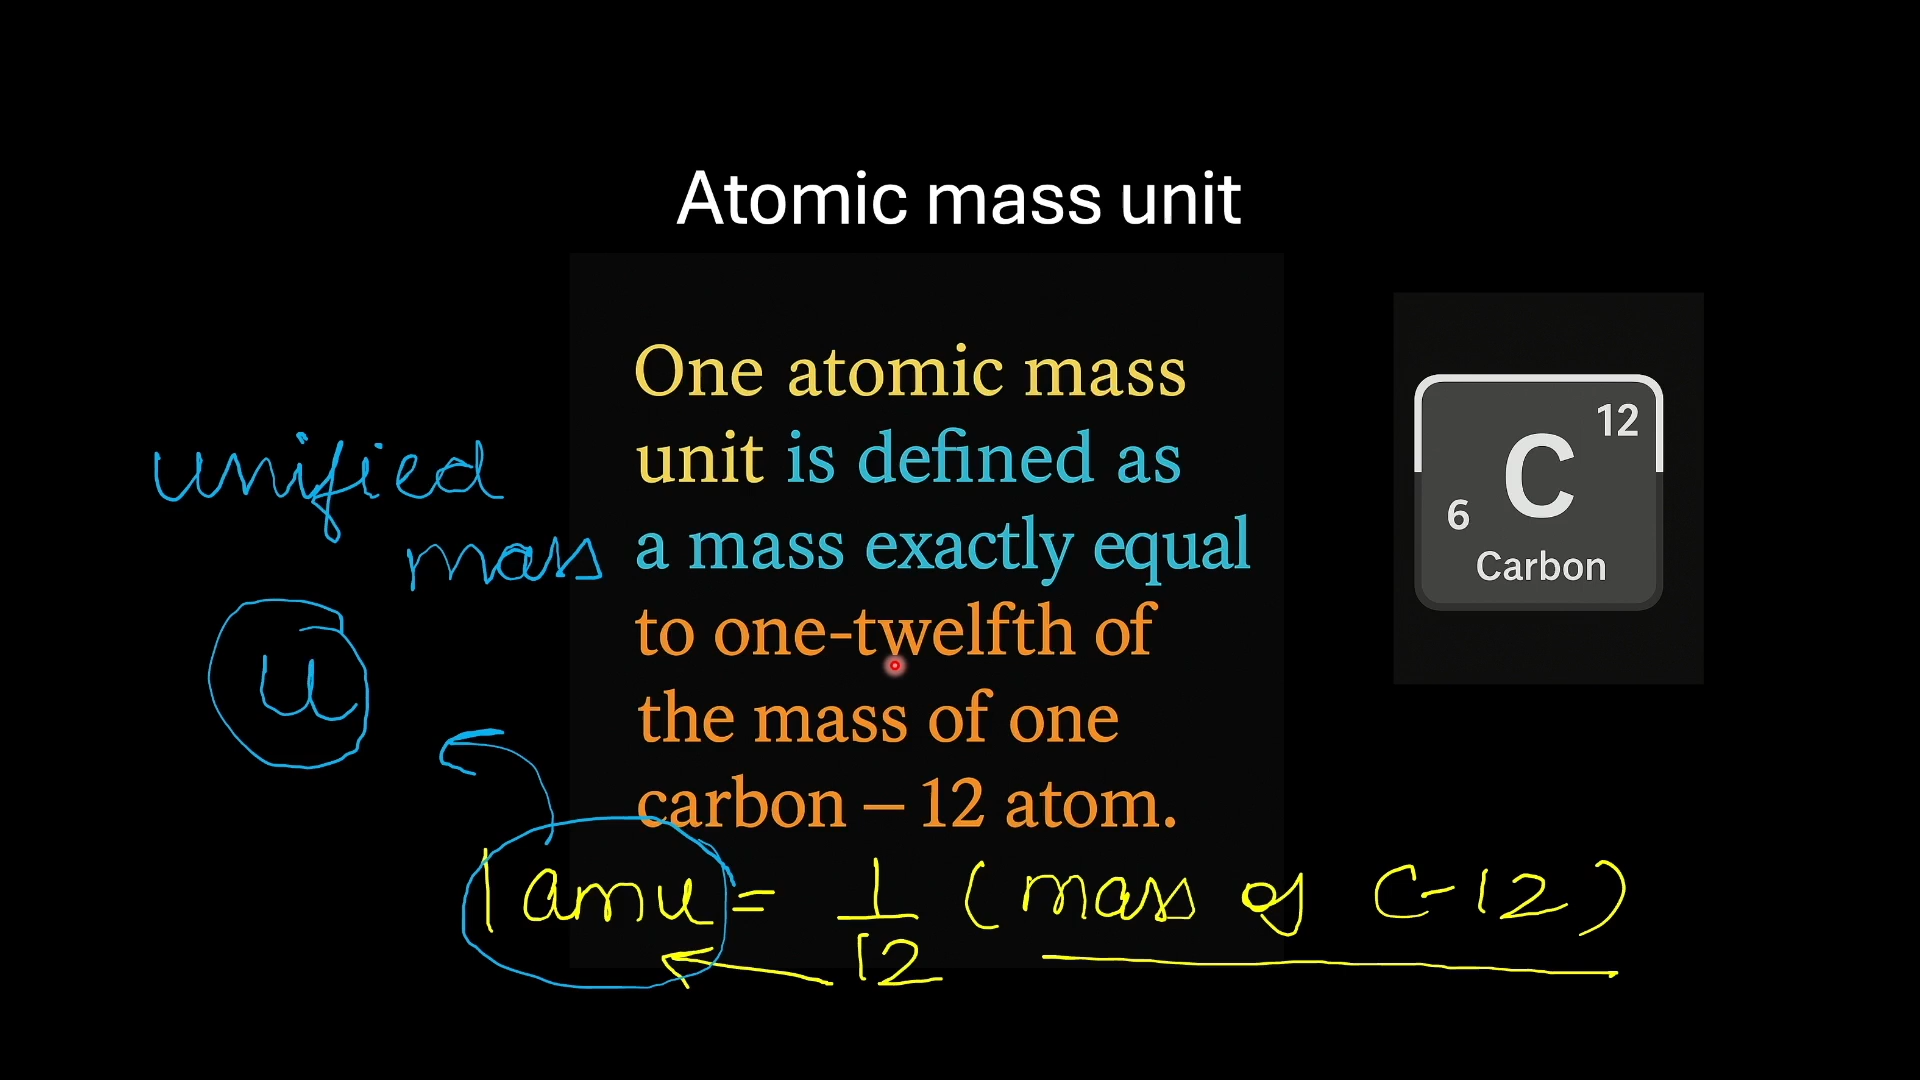 Atomic mass unit
One atomic mass
unit is defined as
a mass exactly equal
to one-twelfth of
the mass of one
carbon – 12 atom.
12
C
6
Carbon
unified
mass
u
1 amu = 1/12 (mass of C-12)